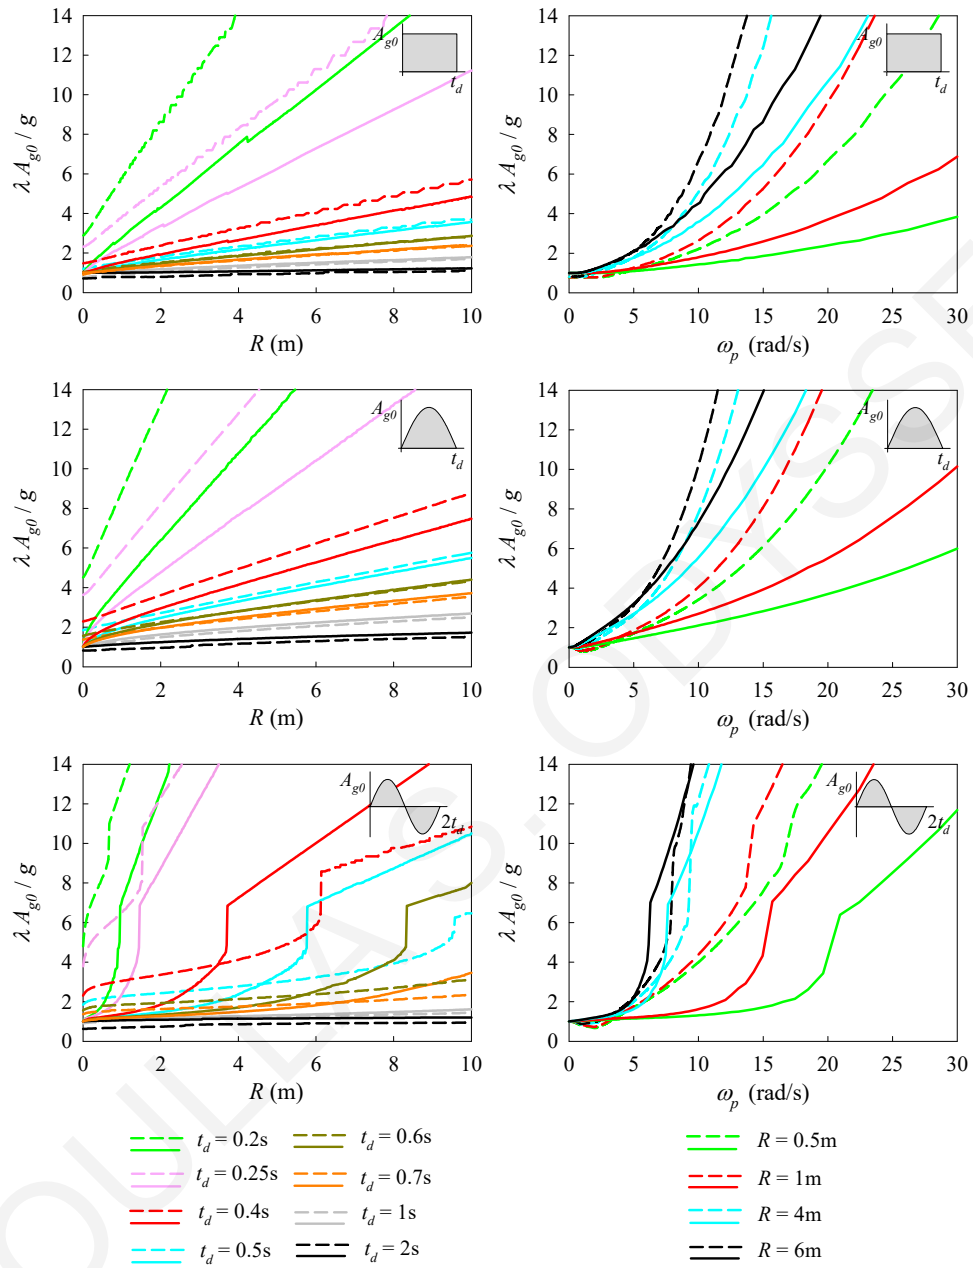 14
12
10
8
6
4
2
0
λ A_g0 / g
A_g0
t_d
0 2 4 6 8 10
R (m)
14
12
10
8
6
4
2
0
λ A_g0 / g
A_g0
t_d
0 5 10 15 20 25 30
ω_p (rad/s)
14
12
10
8
6
4
2
0
λ A_g0 / g
A_g0
t_d
0 2 4 6 8 10
R (m)
14
12
10
8
6
4
2
0
λ A_g0 / g
A_g0
t_d
0 5 10 15 20 25 30
ω_p (rad/s)
14
12
10
8
6
4
2
0
λ A_g0 / g
A_g0
2t_d
0 2 4 6 8 10
R (m)
14
12
10
8
6
4
2
0
λ A_g0 / g
A_g0
2t_d
0 5 10 15 20 25 30
ω_p (rad/s)
t_d = 0.2s
t_d = 0.25s
t_d = 0.4s
t_d = 0.5s
t_d = 0.6s
t_d = 0.7s
t_d = 1s
t_d = 2s
R = 0.5m
R = 1m
R = 4m
R = 6m
OULLAS. ODYSSE